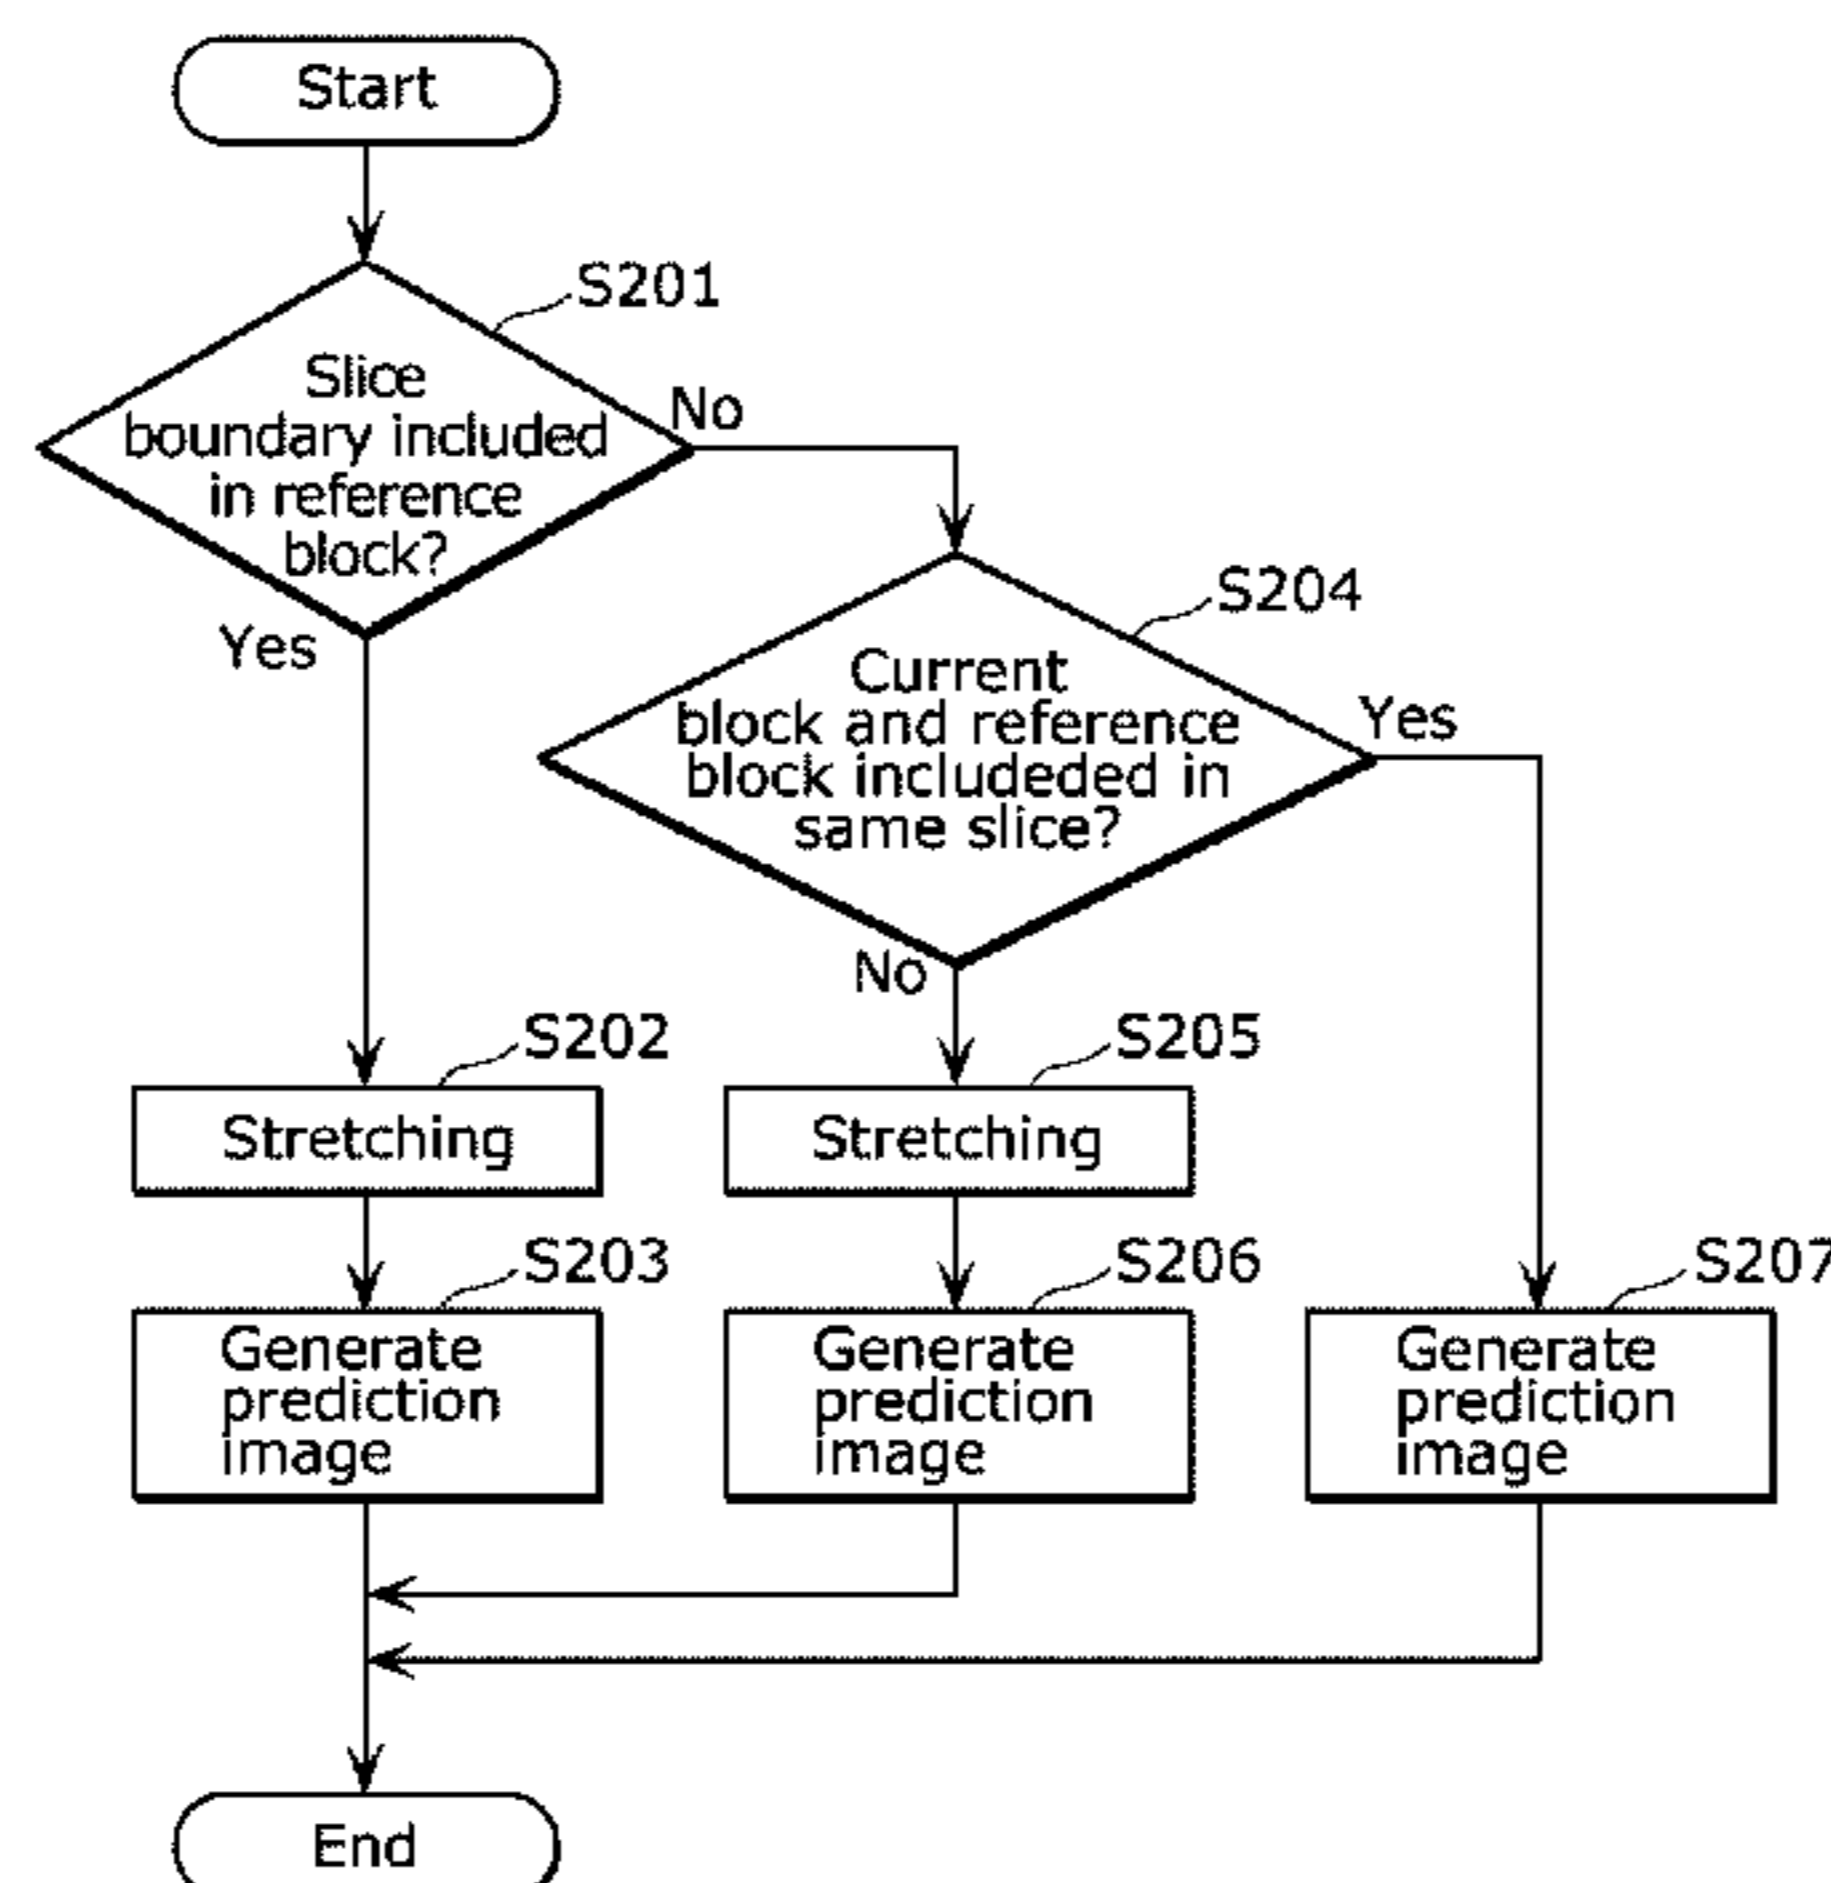 Start
S201
Slice
boundary included
in reference
block?
No
Yes
S204
Current
block and reference
block includeded in
same slice?
Yes
No
S202
Stretching
S205
Stretching
S203
Generate
prediction
image
S206
Generate
prediction
image
S207
Generate
prediction
image
End